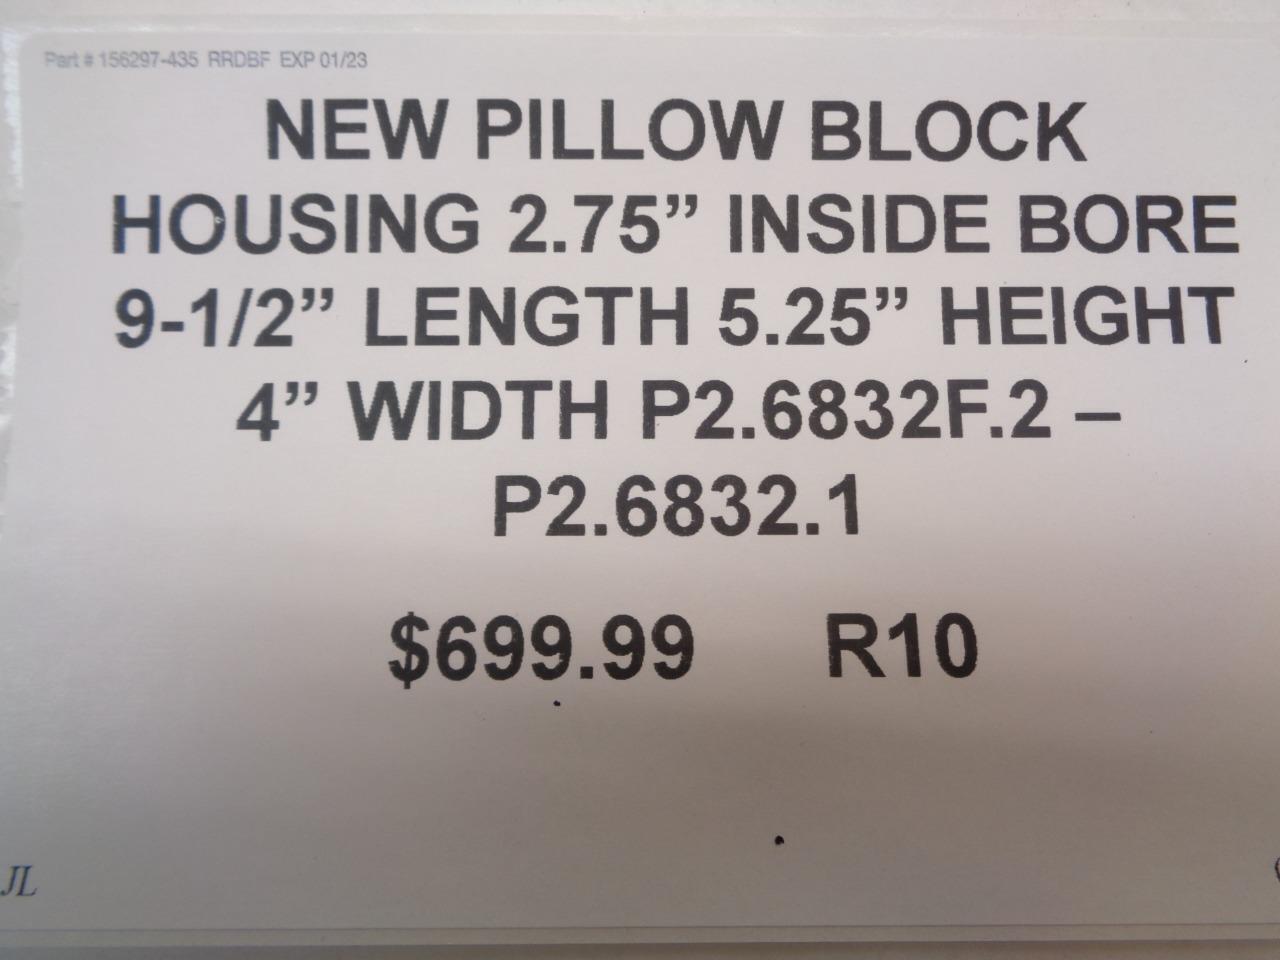 Part # 156297-435 RRDBF EXP 01/23
NEW PILLOW BLOCK
HOUSING 2.75” INSIDE BORE
9-1/2” LENGTH 5.25” HEIGHT
4” WIDTH P2.6832F.2 –
P2.6832.1
$699.99 R10
JL